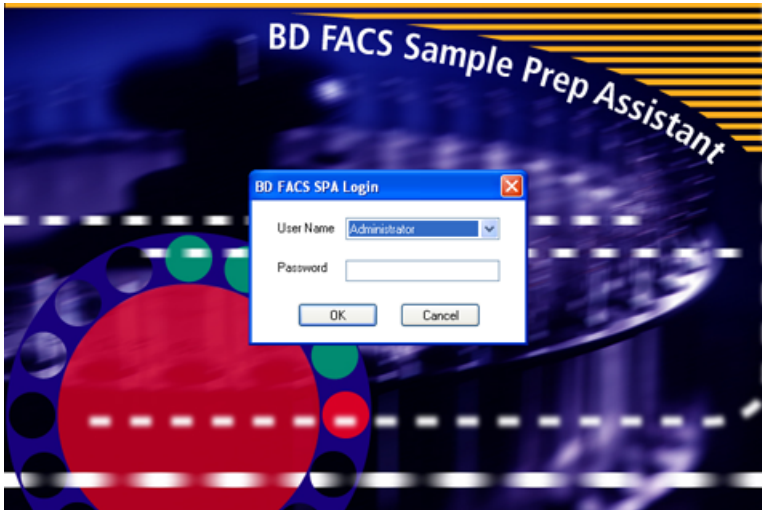 BD FACS Sample Prep Assistant
BD FACS SPA Login
User Name
Administrator
Password
OK
Cancel